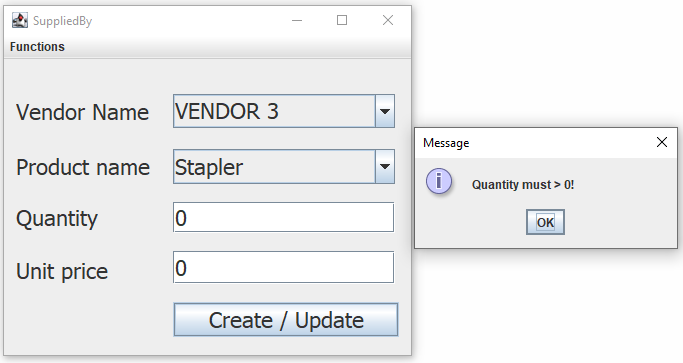 SuppliedBy
Functions
Vendor Name VENDOR 3
Product name Stapler
Quantity 0
Unit price 0
Create / Update
Message
i Quantity must > 0!
OK